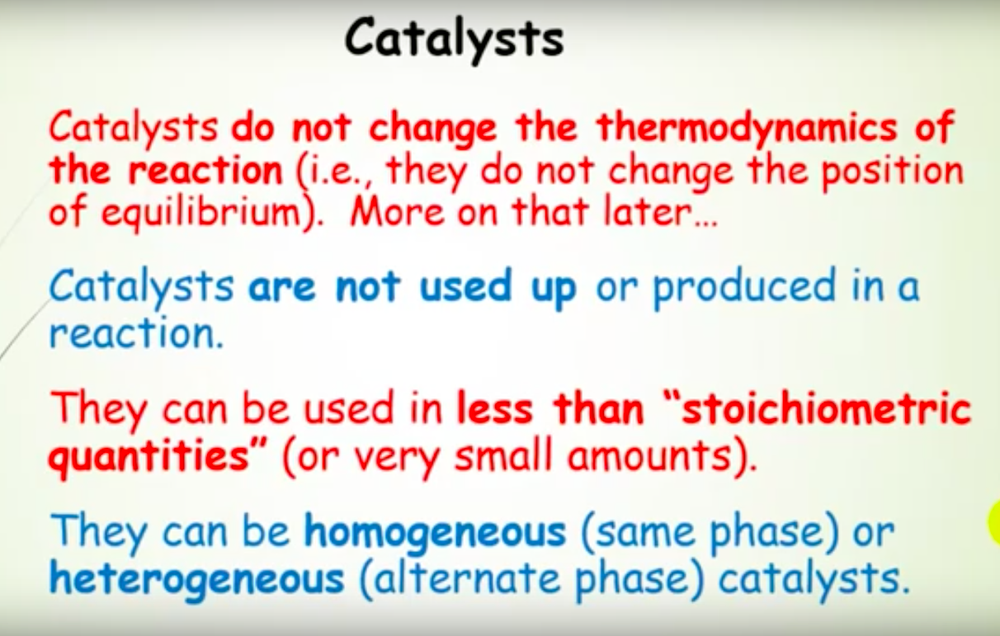 Catalysts
Catalysts do not change the thermodynamics of
the reaction (i.e., they do not change the position
of equilibrium).  More on that later…
Catalysts are not used up or produced in a
reaction.
They can be used in less than “stoichiometric
quantities” (or very small amounts).
They can be homogeneous (same phase) or
heterogeneous (alternate phase) catalysts.